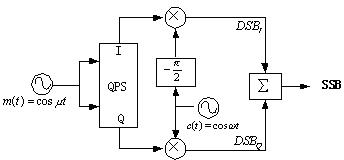 I
DSB_I
QPS
-π/2
Σ
SSB
m(t) = cos μt
Q
c(t) = cos ωt
DSB_Q